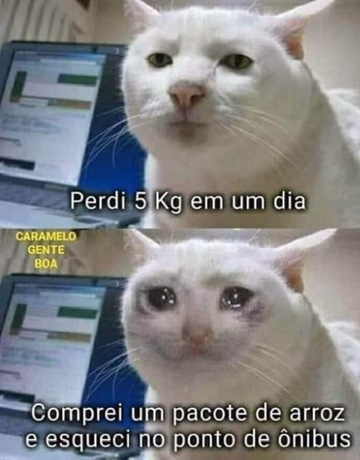 Perdi 5 Kg em um dia
CARAMELO
GENTE
BOA
Comprei um pacote de arroz
e esqueci no ponto de ônibus